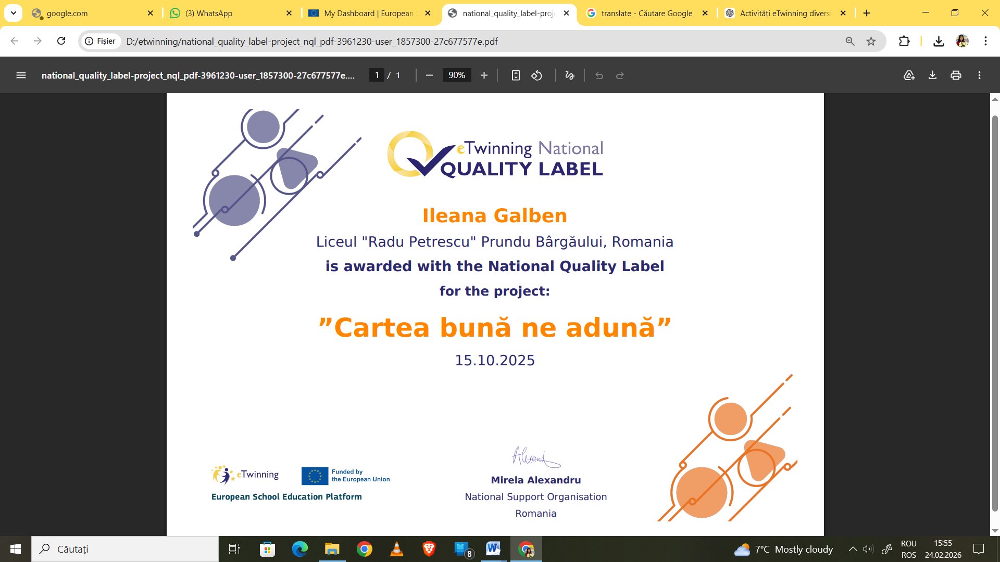 google.com
(3) WhatsApp
My Dashboard | European
national_quality_label-proje
translate - Căutare Google
Activități eTwinning divers
Fișier
D:/etwinning/national_quality_label-project_nql_pdf-3961230-user_1857300-27c677577e.pdf
national_quality_label-project_nql_pdf-3961230-user_1857300-27c677577e....
1 / 1
90%
eTwinning National
QUALITY LABEL
Ileana Galben
Liceul "Radu Petrescu" Prundu Bârgăului, Romania
is awarded with the National Quality Label
for the project:
”Cartea bună ne adună”
15.10.2025
eTwinning
Funded by
the European Union
European School Education Platform
Alexand
Mirela Alexandru
National Support Organisation
Romania
Căutați
8
7°C Mostly cloudy
ROU
ROS
15:55
24.02.2026